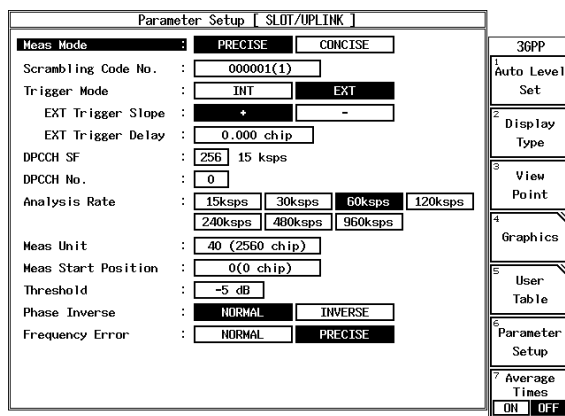 Parameter Setup [ SLOT/UPLINK ]
Meas Mode : PRECISE CONCISE
Scrambling Code No. : 000001(1)
Trigger Mode : INT EXT
EXT Trigger Slope : + -
EXT Trigger Delay : 0.000 chip
DPCCH SF : 256 15 ksps
DPCCH No. : 0
Analysis Rate : 15ksps 30ksps 60ksps 120ksps
240ksps 480ksps 960ksps
Meas Unit : 40 (2560 chip)
Meas Start Position : 0(0 chip)
Threshold : -5 dB
Phase Inverse : NORMAL INVERSE
Frequency Error : NORMAL PRECISE
3GPP
1 Auto Level
Set
2 Display
Type
3 View
Point
4 Graphics
5 User
Table
6 Parameter
Setup
7 Average
Times
ON OFF